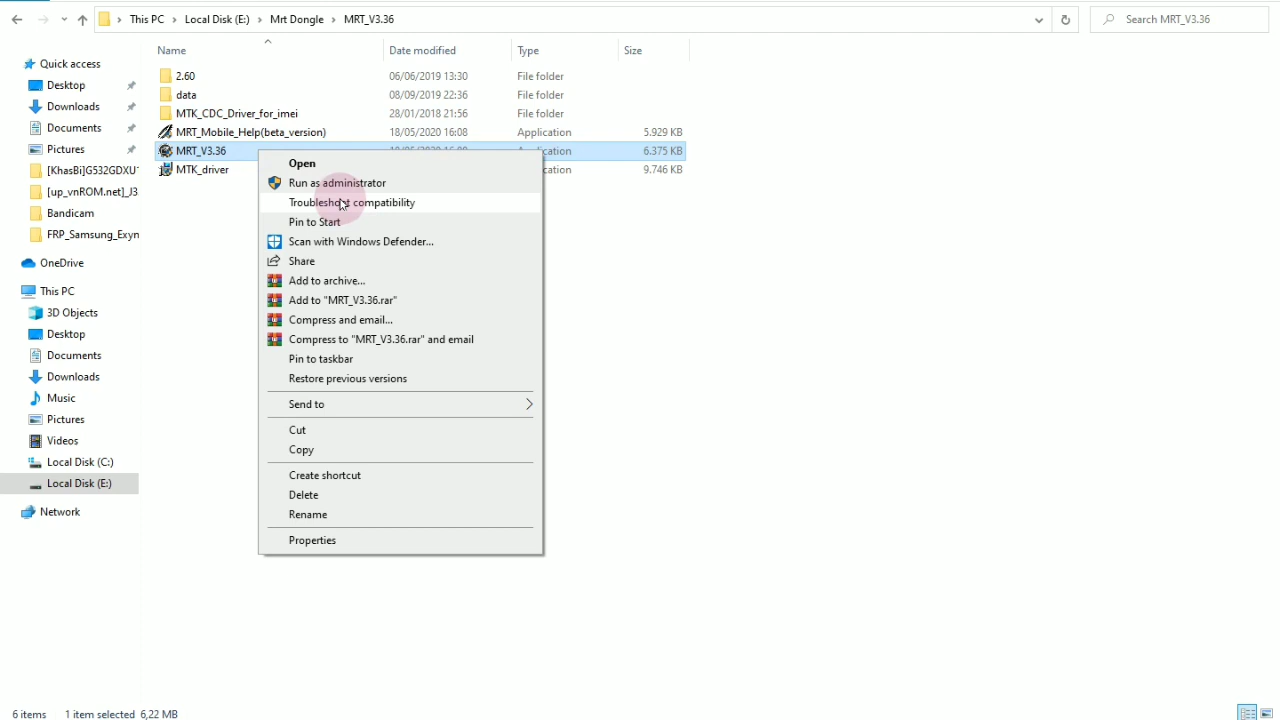 This PC > Local Disk (E:) > Mrt Dongle > MRT_V3.36
Search MRT_V3.36
Name Date modified Type Size
Quick access
Desktop
Downloads
Documents
Pictures
[KhasBi]G532GDXU
[up_vnROM.net]_J3
Bandicam
FRP_Samsung_Exyn
OneDrive
This PC
3D Objects
Desktop
Documents
Downloads
Music
Pictures
Videos
Local Disk (C:)
Local Disk (E:)
Network
2.60 06/06/2019 13:30 File folder
data 08/09/2019 22:36 File folder
MTK_CDC_Driver_for_imei 28/01/2018 21:56 File folder
MRT_Mobile_Help(beta_version) 18/05/2020 16:08 Application 5.929 KB
MRT_V3.36 6.375 KB
MTK_driver 9.746 KB
Open
Run as administrator
Troubleshoot compatibility
Pin to Start
Scan with Windows Defender...
Share
Add to archive...
Add to "MRT_V3.36.rar"
Compress and email...
Compress to "MRT_V3.36.rar" and email
Pin to taskbar
Restore previous versions
Send to
Cut
Copy
Create shortcut
Delete
Rename
Properties
6 items 1 item selected 6,22 MB